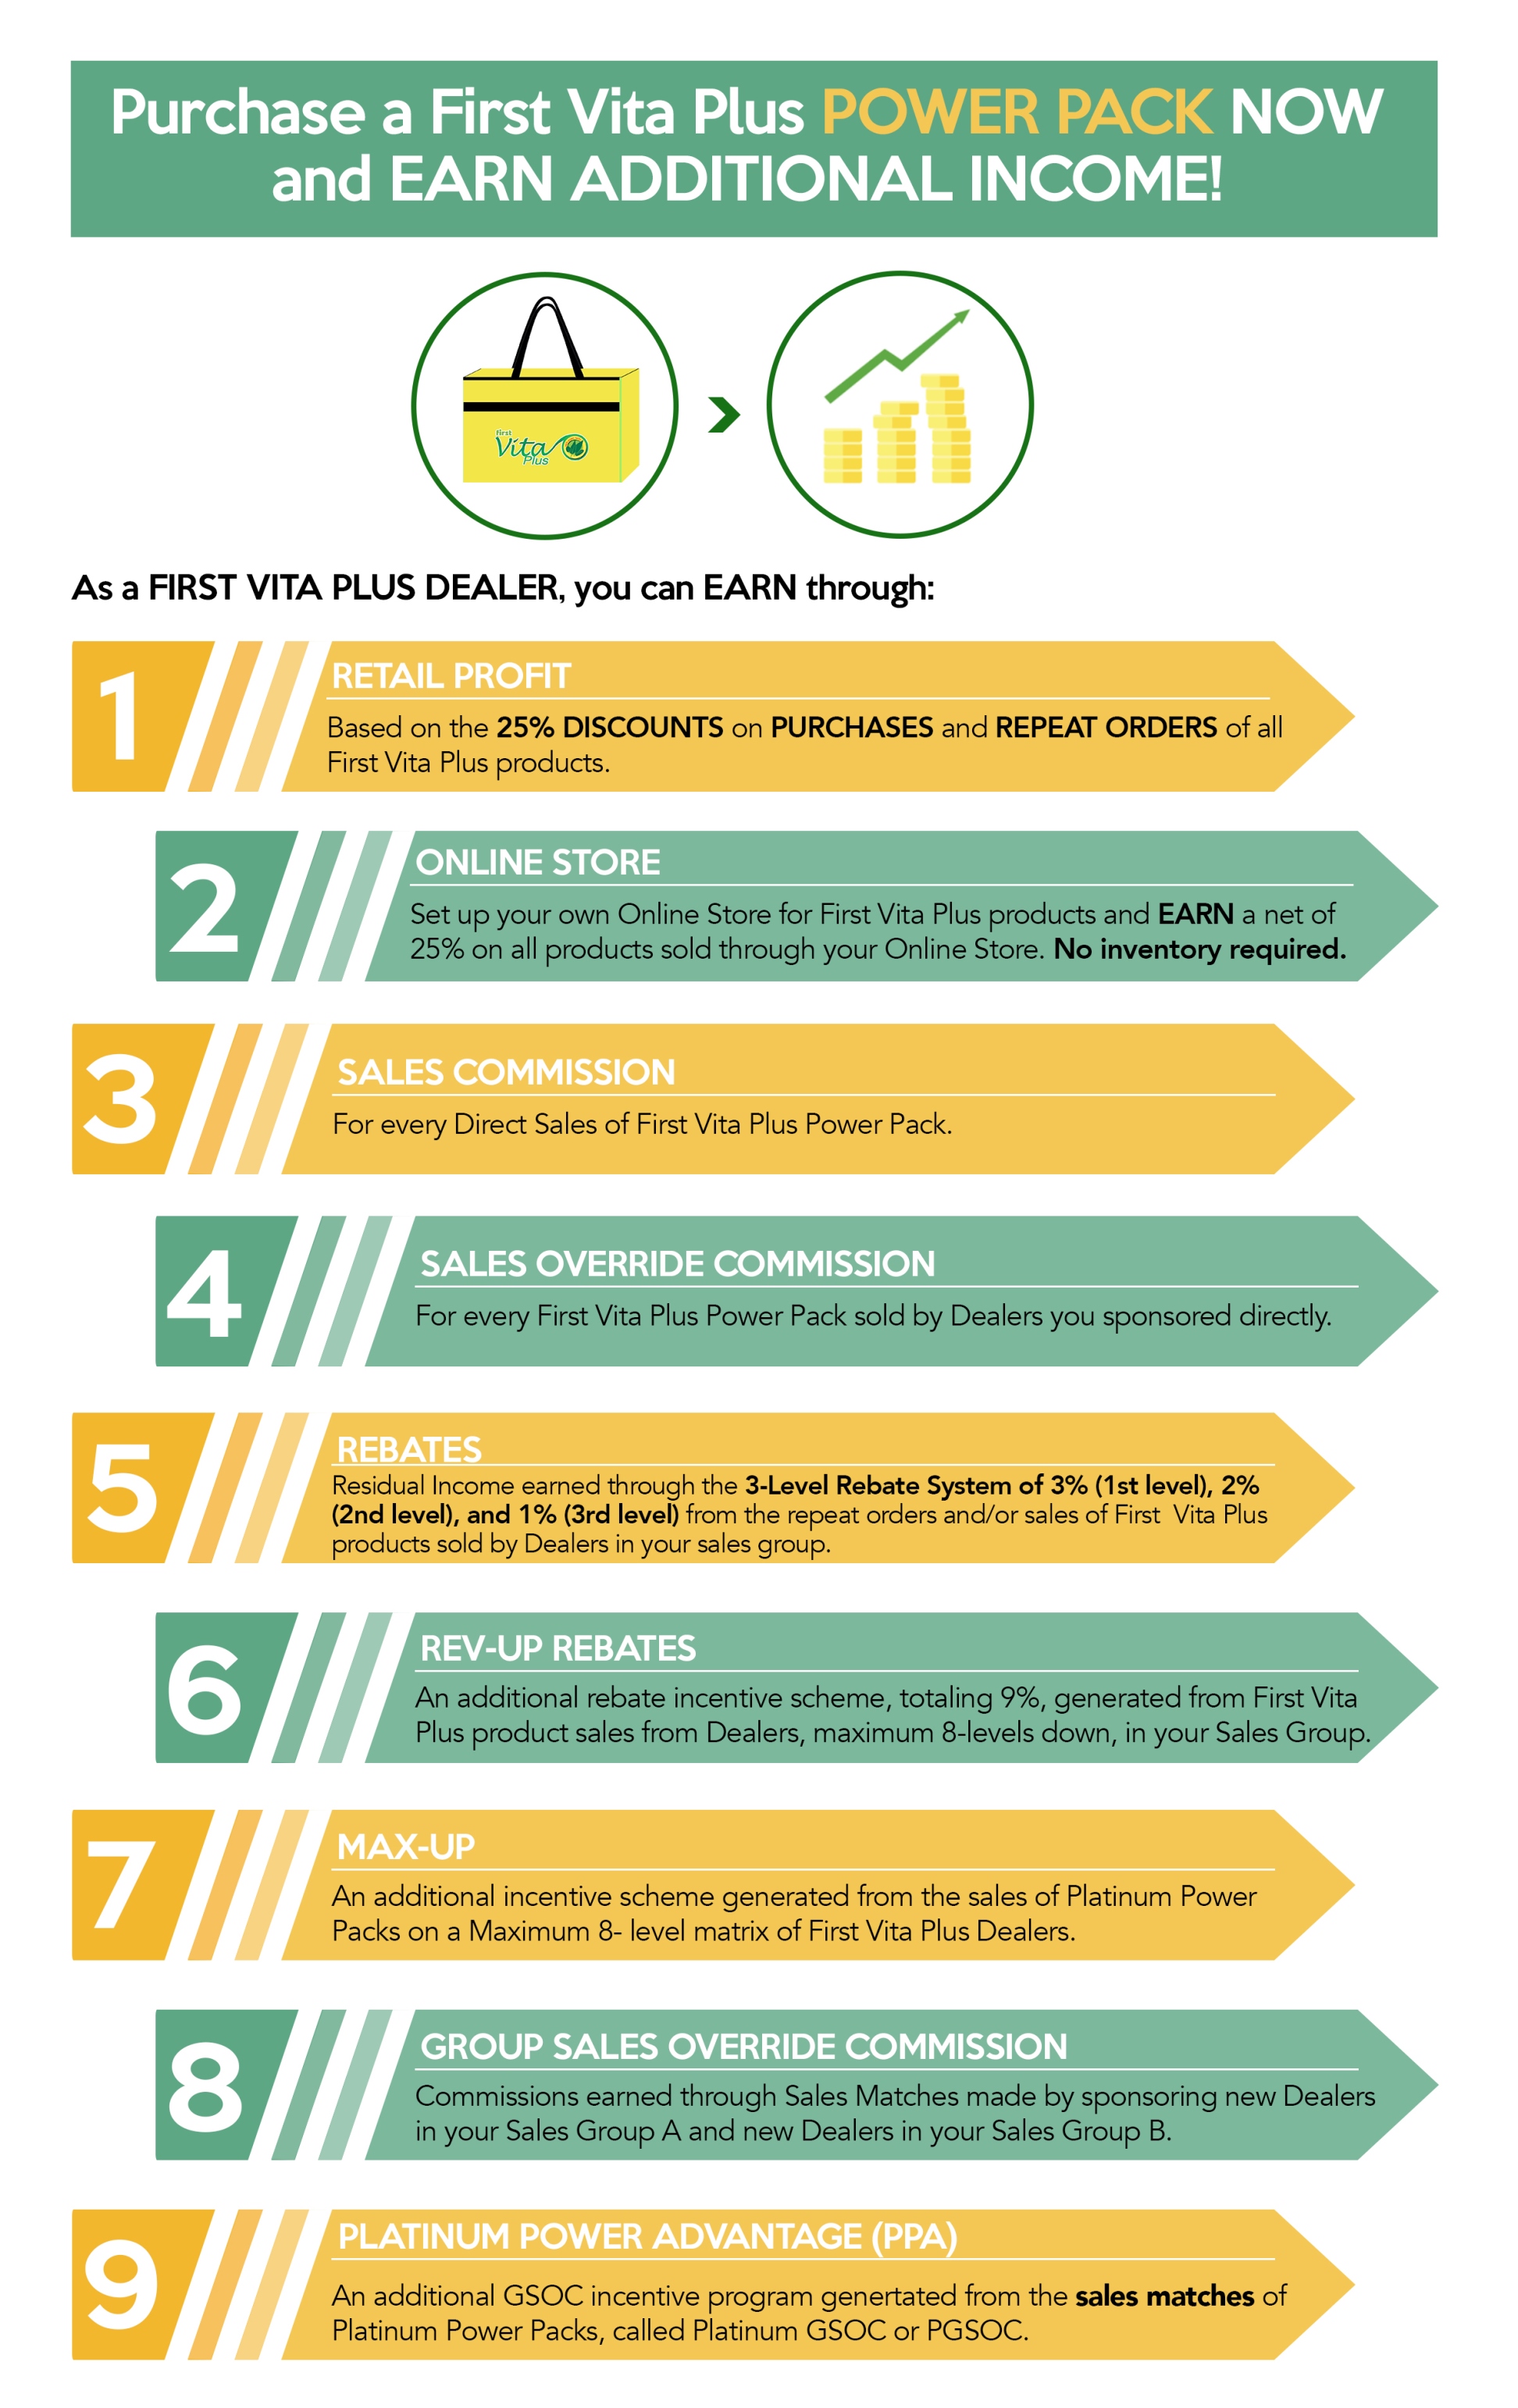 Purchase a First Vita Plus POWER PACK NOW
and EARN ADDITIONAL INCOME!
First
Vita
Plus
As a FIRST VITA PLUS DEALER, you can EARN through:
1
RETAIL PROFIT
Based on the 25% DISCOUNTS on PURCHASES and REPEAT ORDERS of all
First Vita Plus products.
2
ONLINE STORE
Set up your own Online Store for First Vita Plus products and EARN a net of
25% on all products sold through your Online Store. No inventory required.
3
SALES COMMISSION
For every Direct Sales of First Vita Plus Power Pack.
4
SALES OVERRIDE COMMISSION
For every First Vita Plus Power Pack sold by Dealers you sponsored directly.
5
REBATES
Residual Income earned through the 3-Level Rebate System of 3% (1st level), 2%
(2nd level), and 1% (3rd level) from the repeat orders and/or sales of First Vita Plus
products sold by Dealers in your sales group.
6
REV-UP REBATES
An additional rebate incentive scheme, totaling 9%, generated from First Vita
Plus product sales from Dealers, maximum 8-levels down, in your Sales Group.
7
MAX-UP
An additional incentive scheme generated from the sales of Platinum Power
Packs on a Maximum 8- level matrix of First Vita Plus Dealers.
8
GROUP SALES OVERRIDE COMMISSION
Commissions earned through Sales Matches made by sponsoring new Dealers
in your Sales Group A and new Dealers in your Sales Group B.
9
PLATINUM POWER ADVANTAGE (PPA)
An additional GSOC incentive program genertated from the sales matches of
Platinum Power Packs, called Platinum GSOC or PGSOC.